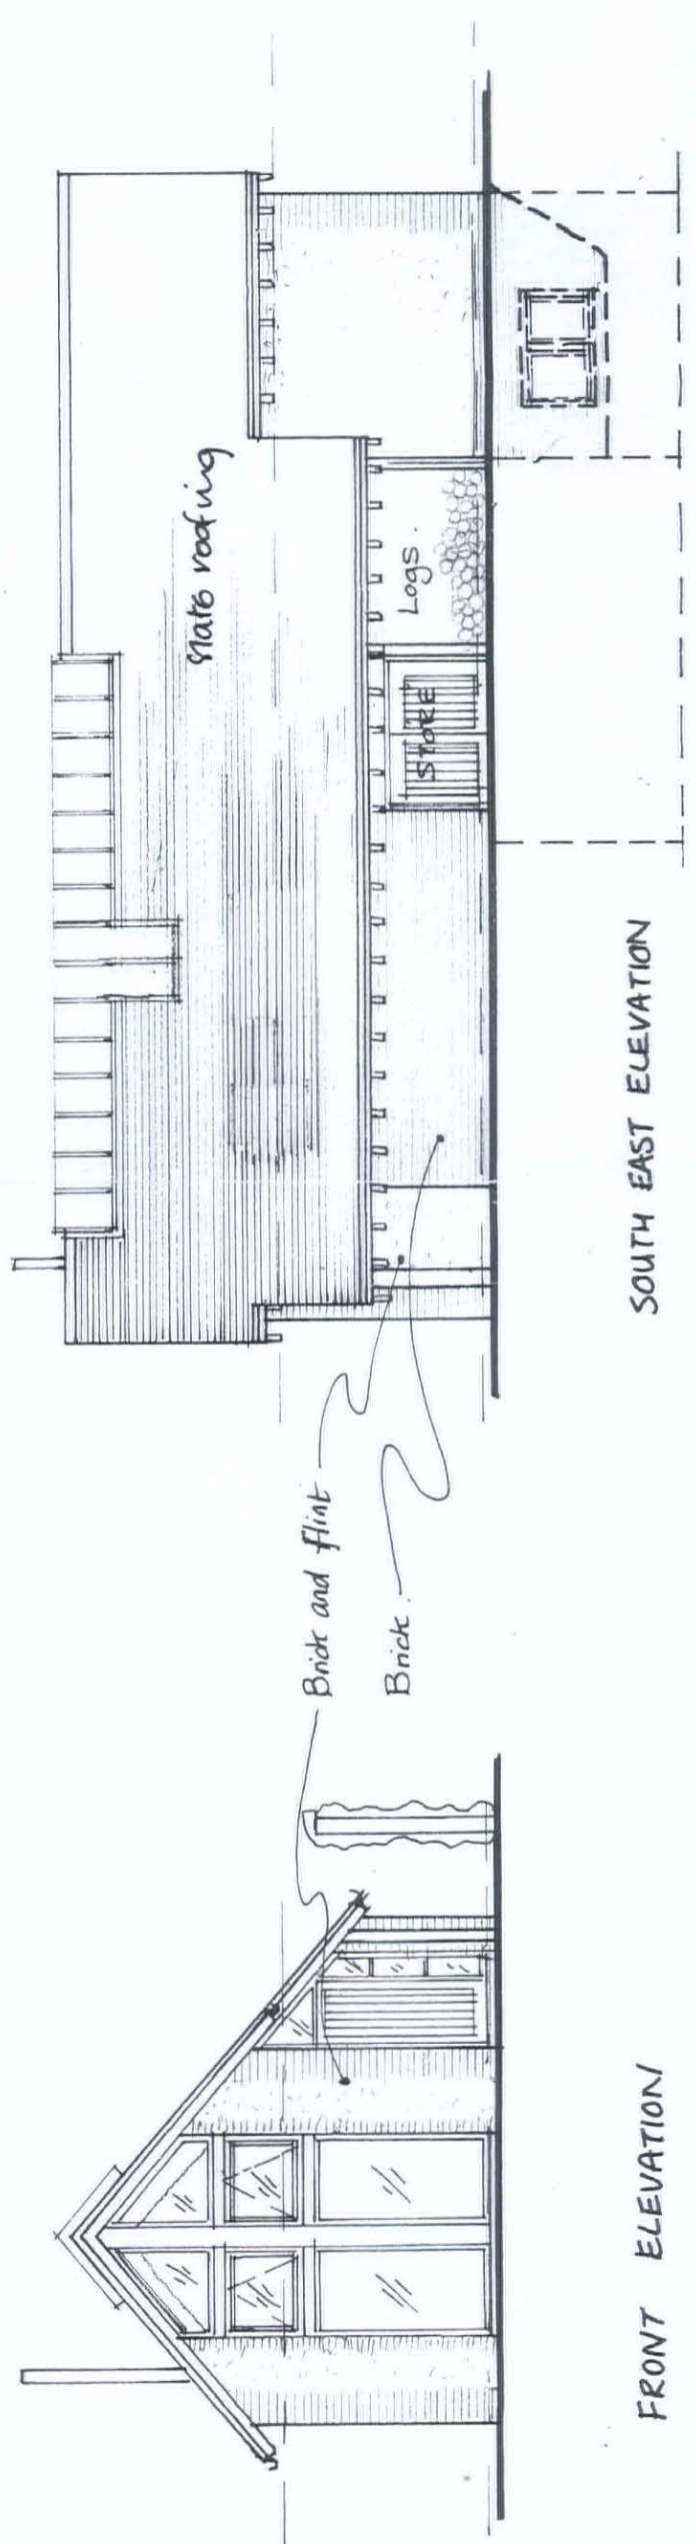 Slate roofing
Logs.
STORE
Brick and flint
Brick.
FRONT ELEVATION
SOUTH EAST ELEVATION